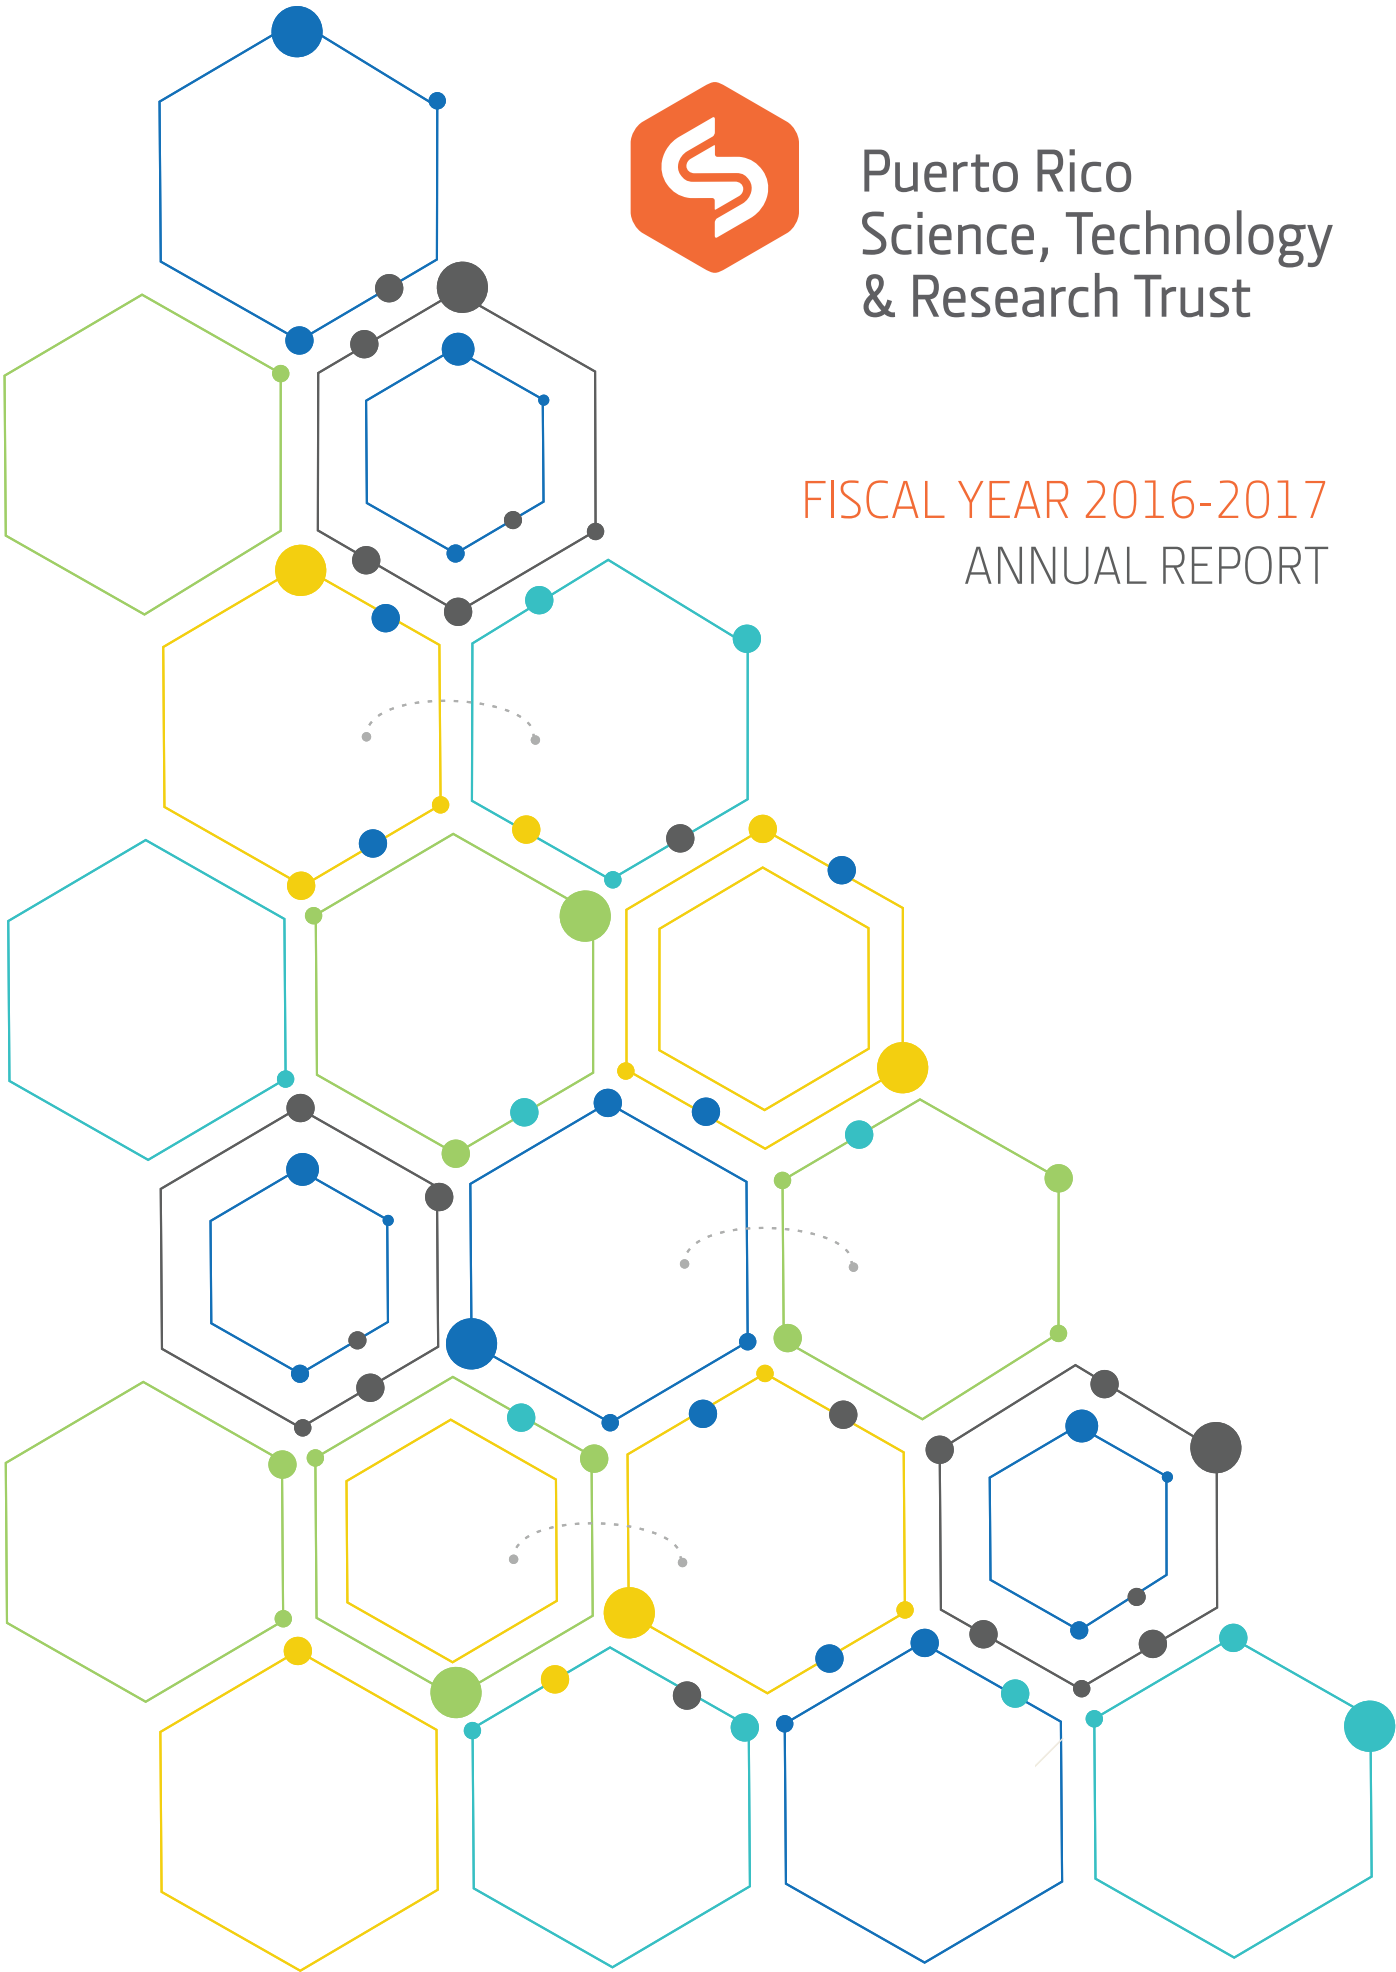 Puerto Rico
Science, Technology
& Research Trust
FISCAL YEAR 2016-2017
ANNUAL REPORT